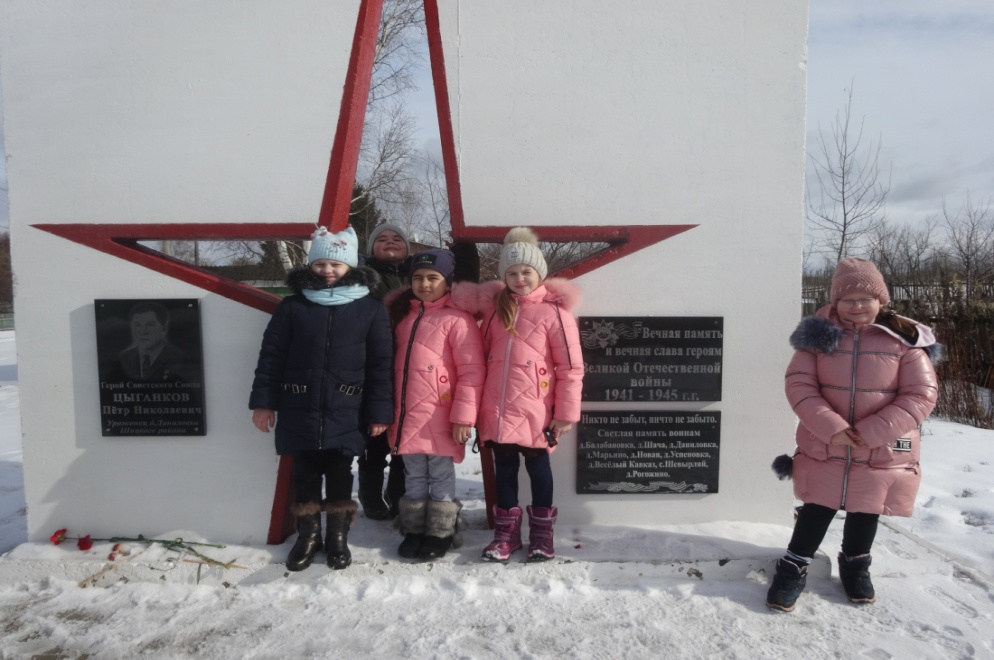 Герой Советского Союза
ЦЫГАНКОВ
Пётр Николаевич
Уроженец д.Даниловка
Шацкого района
Вечная память
и вечная слава героям
Великой Отечественной
войны
1941 - 1945 г.г.
Никто не забыт, ничто не забыто.
Светлая память воинам
д.Балабановка, д.Шача, д.Даниловка,
д.Марьино, д.Новая, д.Успеновка,
д.Весёлый Кавказ, с.Шевырляй,
д.Рогожино.
THE